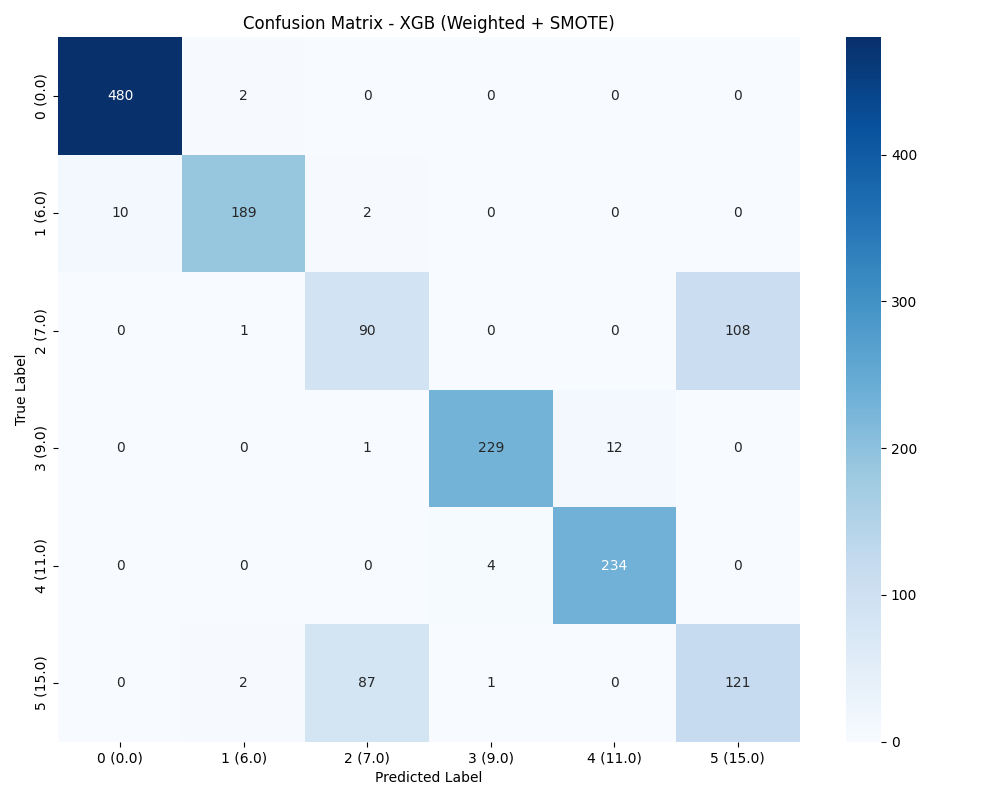 Confusion Matrix - XGB (Weighted + SMOTE)
True Label
0 (0.0) 480 2 0 0 0 0
1 (6.0) 10 189 2 0 0 0
2 (7.0) 0 1 90 0 0 108
3 (9.0) 0 0 1 229 12 0
4 (11.0) 0 0 0 4 234 0
5 (15.0) 0 2 87 1 0 121
0 (0.0) 1 (6.0) 2 (7.0) 3 (9.0) 4 (11.0) 5 (15.0)
Predicted Label
400
300
200
100
0